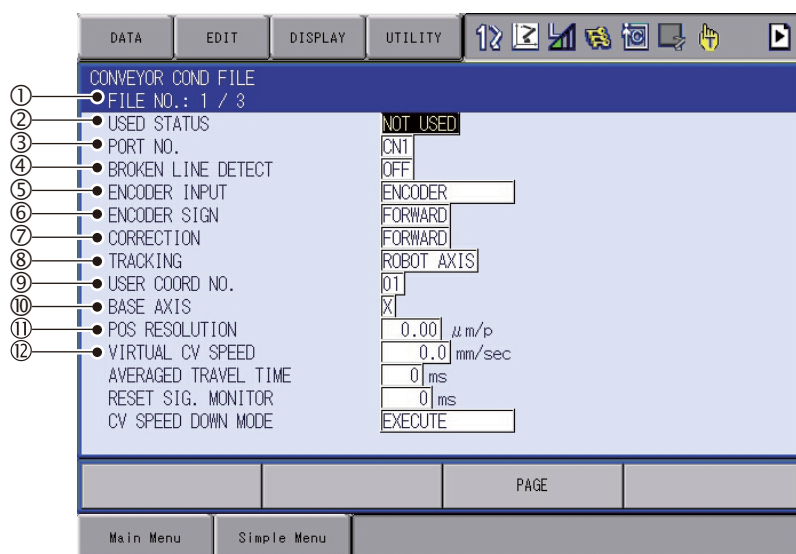 DATA EDIT DISPLAY UTILITY
CONVEYOR COND FILE
① FILE NO.: 1 / 3
② USED STATUS NOT USED
③ PORT NO. CN1
④ BROKEN LINE DETECT OFF
⑤ ENCODER INPUT ENCODER
⑥ ENCODER SIGN FORWARD
⑦ CORRECTION FORWARD
⑧ TRACKING ROBOT AXIS
⑨ USER COORD NO. 01
⑩ BASE AXIS X
⑪ POS RESOLUTION 0.00 μm/p
⑫ VIRTUAL CV SPEED 0.0 mm/sec
AVERAGED TRAVEL TIME 0 ms
RESET SIG. MONITOR 0 ms
CV SPEED DOWN MODE EXECUTE
PAGE
Main Menu Simple Menu